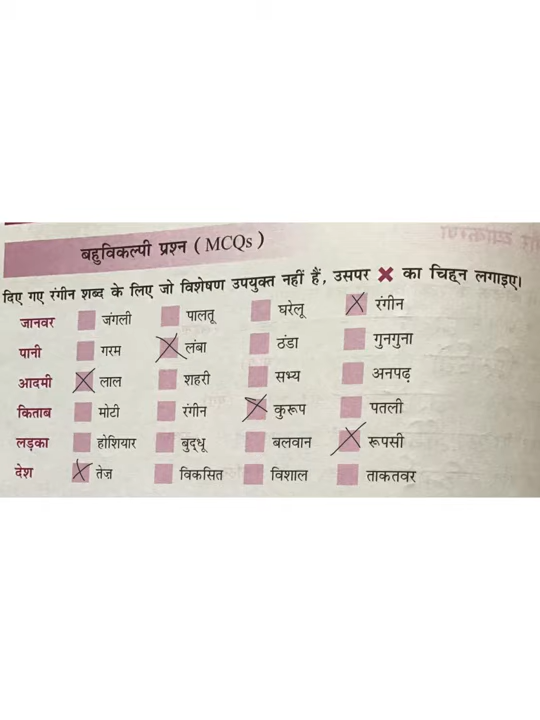 बहुविकल्पी प्रश्न ( MCQs )
दिए गए रंगीन शब्द के लिए जो विशेषण उपयुक्त नहीं हैं, उसपर ✖ का चिह्न लगाइए।
जानवर जंगली पालतू घरेलू रंगीन
पानी गरम लंबा ठंडा गुनगुना
आदमी लाल शहरी सभ्य अनपढ़
किताब मोटी रंगीन कुरूप पतली
लड़का होशियार बुद्धू बलवान रूपसी
देश तेज़ विकसित विशाल ताकतवर